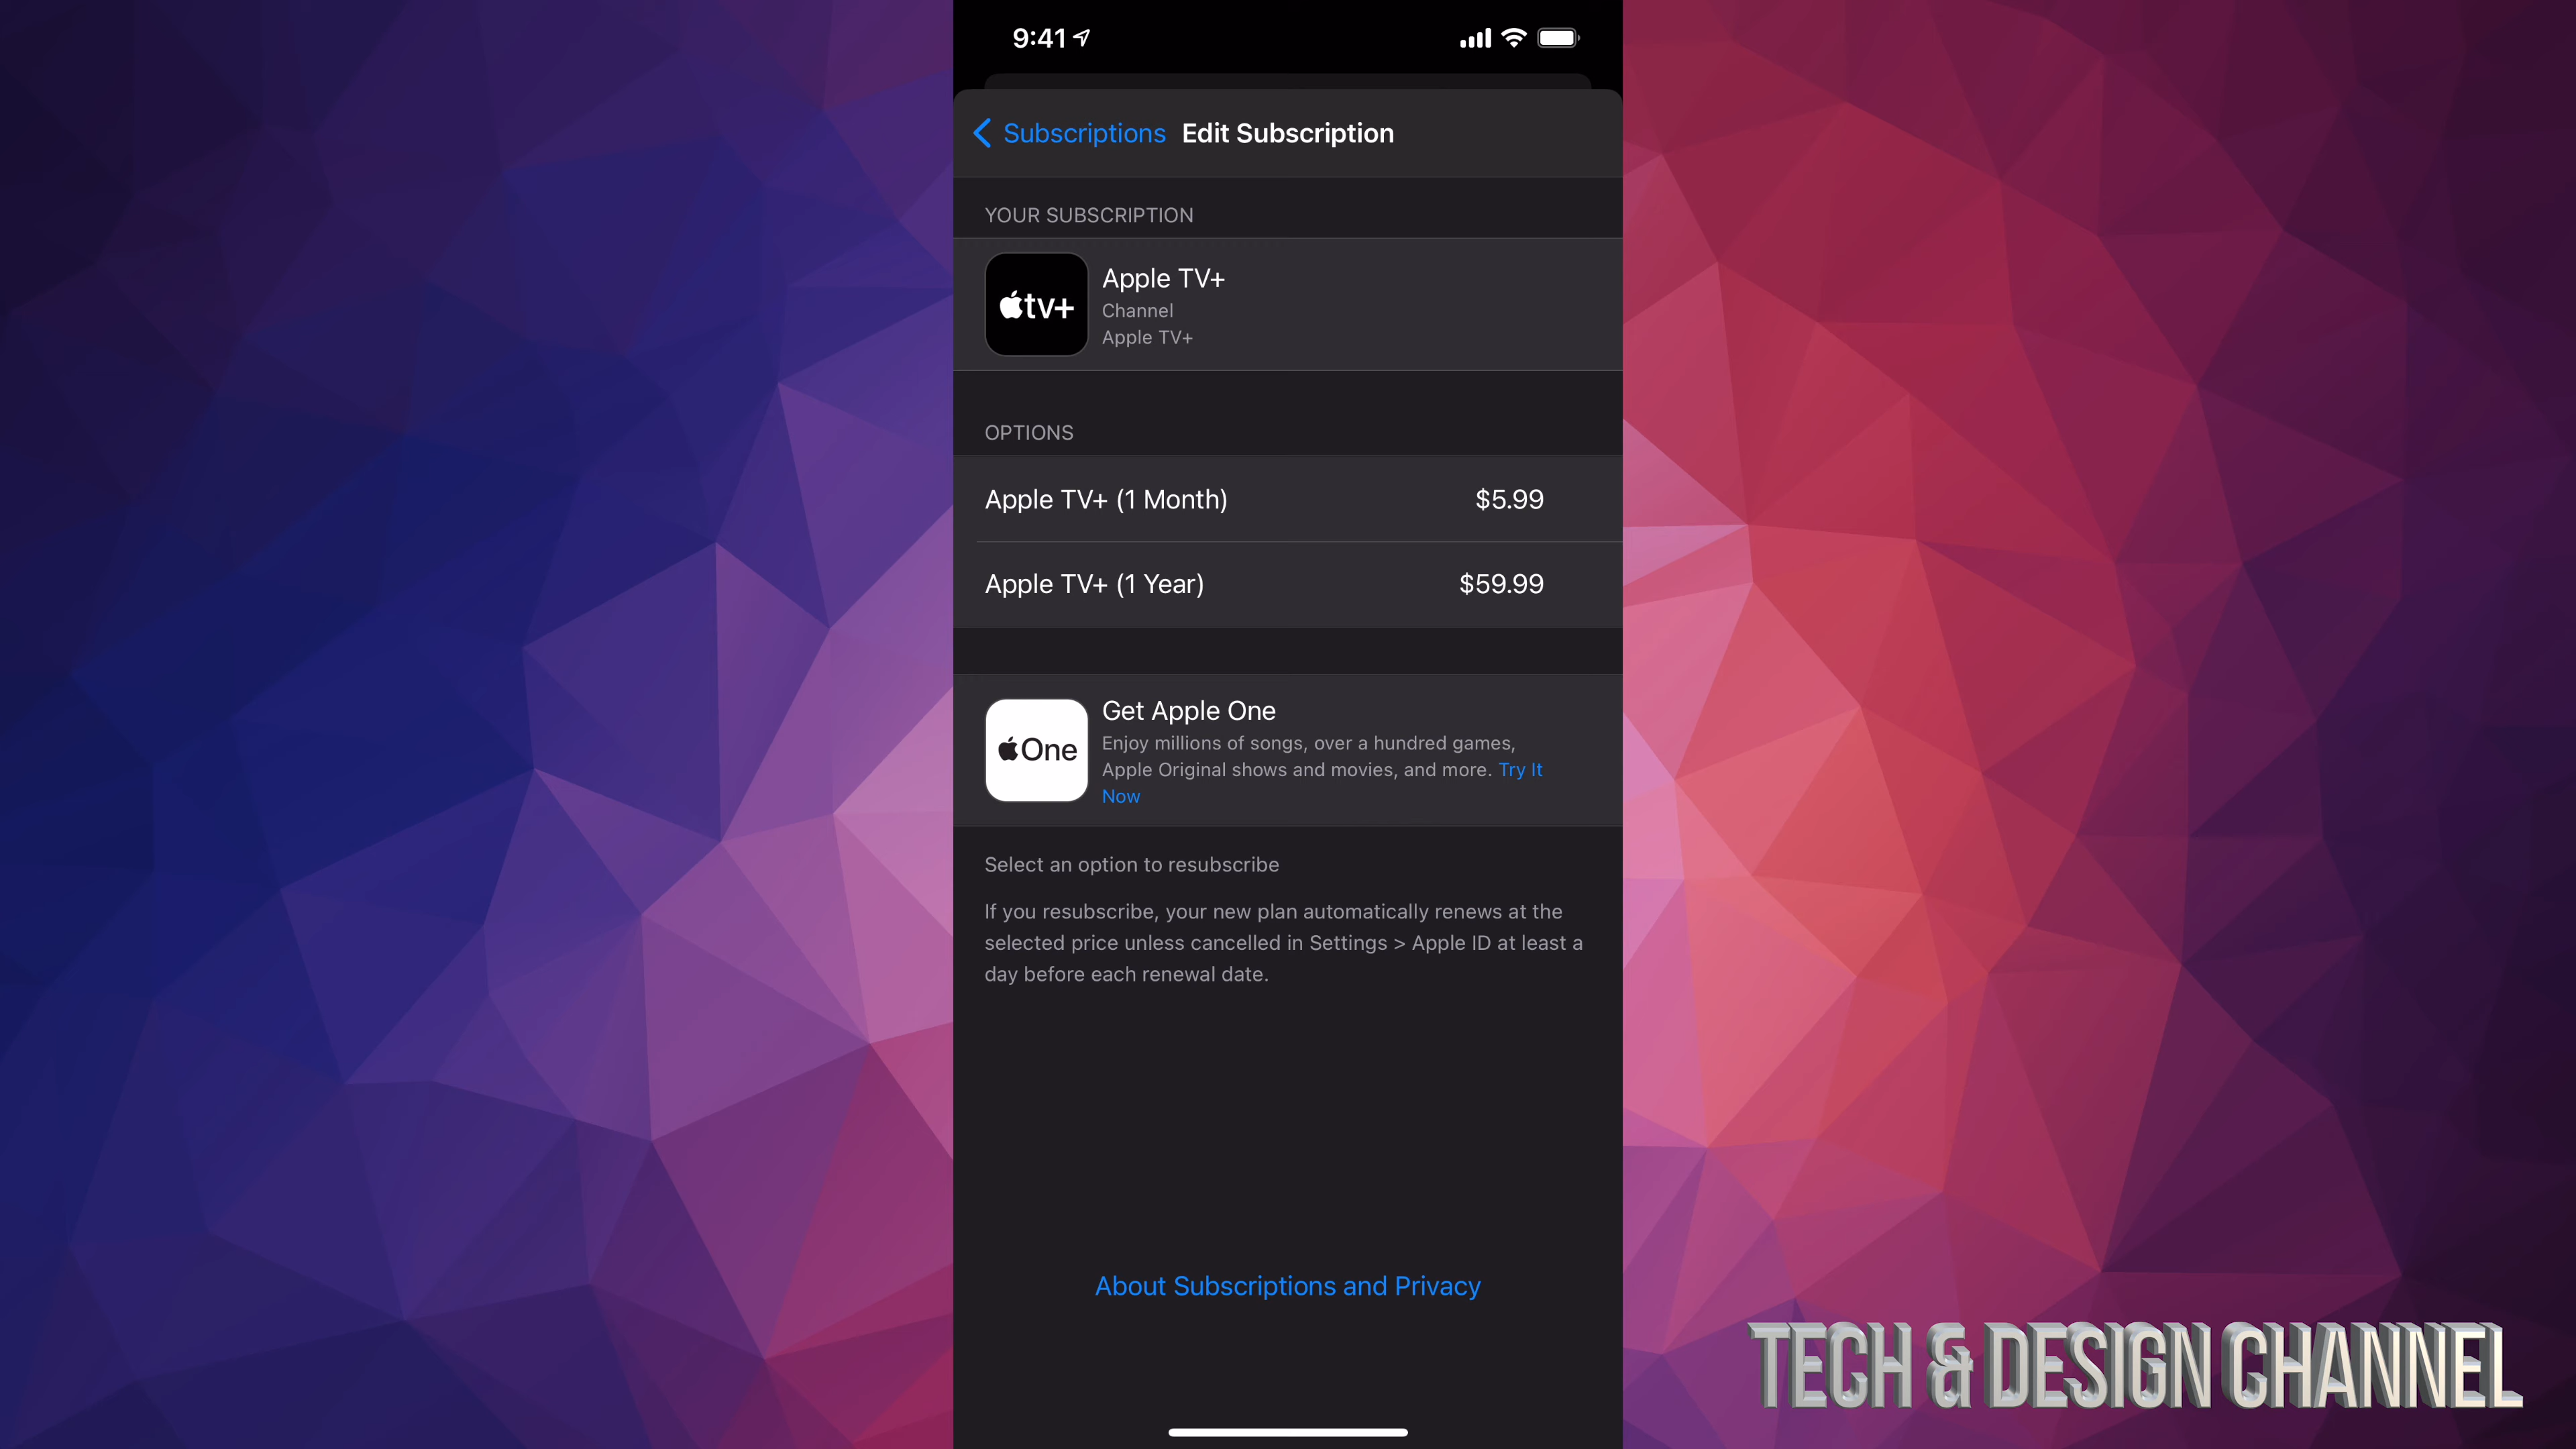 9:41
Subscriptions Edit Subscription
YOUR SUBSCRIPTION
tv+
Apple TV+
Channel
Apple TV+
OPTIONS
Apple TV+ (1 Month) $5.99
Apple TV+ (1 Year) $59.99
One
Get Apple One
Enjoy millions of songs, over a hundred games,
Apple Original shows and movies, and more. Try It
Now
Select an option to resubscribe
If you resubscribe, your new plan automatically renews at the
selected price unless cancelled in Settings > Apple ID at least a
day before each renewal date.
About Subscriptions and Privacy
TECH & DESIGN CHANNEL